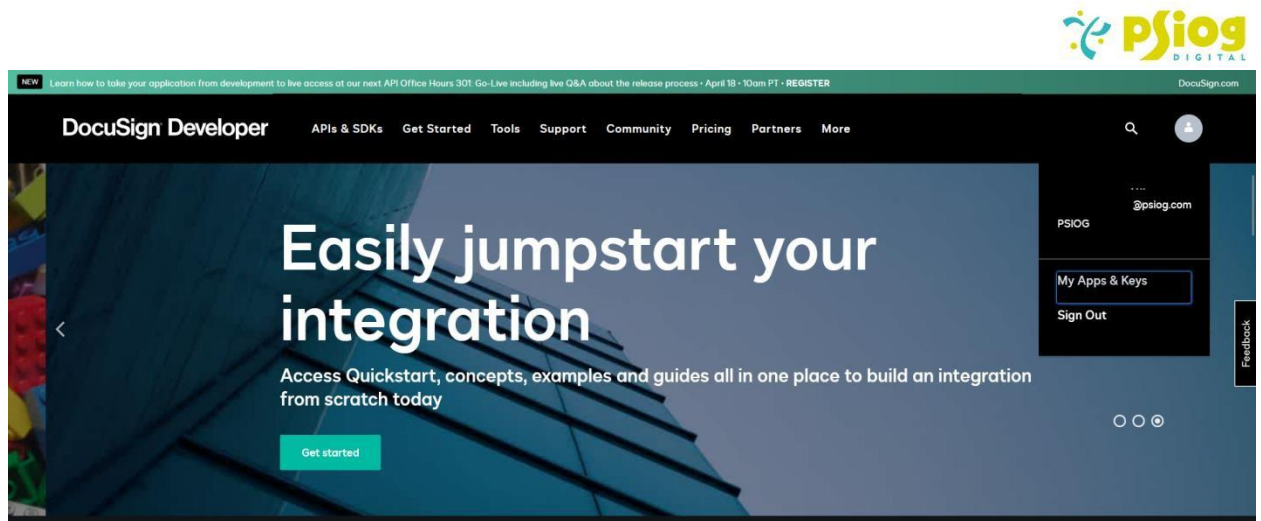 PSiog
DIGITAL
NEW Learn how to take your application from development to live access at our next API Office Hours 301: Go-Live including live Q&A about the release process • April 18 • 10am PT • REGISTER DocuSign.com
DocuSign Developer APIs & SDKs Get Started Tools Support Community Pricing Partners More
@psiog.com
PSIOG
Easily jumpstart your
integration
My Apps & Keys
Sign Out
Feedback
Access Quickstart, concepts, examples and guides all in one place to build an integration
from scratch today
Get started